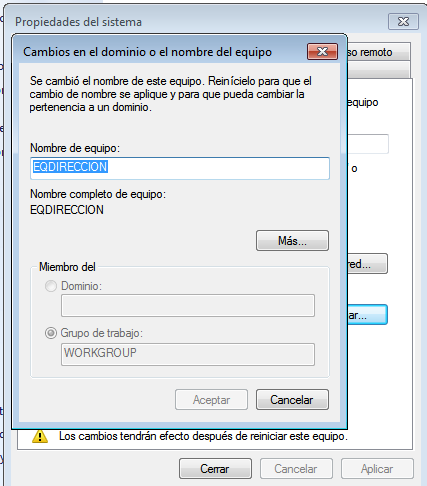 Propiedades del sistema
so remoto
Cambios en el dominio o el nombre del equipo
Se cambió el nombre de este equipo. Reinícielo para que el
cambio de nombre se aplique y para que pueda cambiar la
pertenencia a un dominio.
equipo
Nombre de equipo:
EQDIRECCION
o
Nombre completo de equipo:
EQDIRECCION
Más...
red...
Miembro del
Dominio:
ar...
Grupo de trabajo:
WORKGROUP
Aceptar
Cancelar
Los cambios tendrán efecto después de reiniciar este equipo.
Cerrar
Cancelar
Aplicar